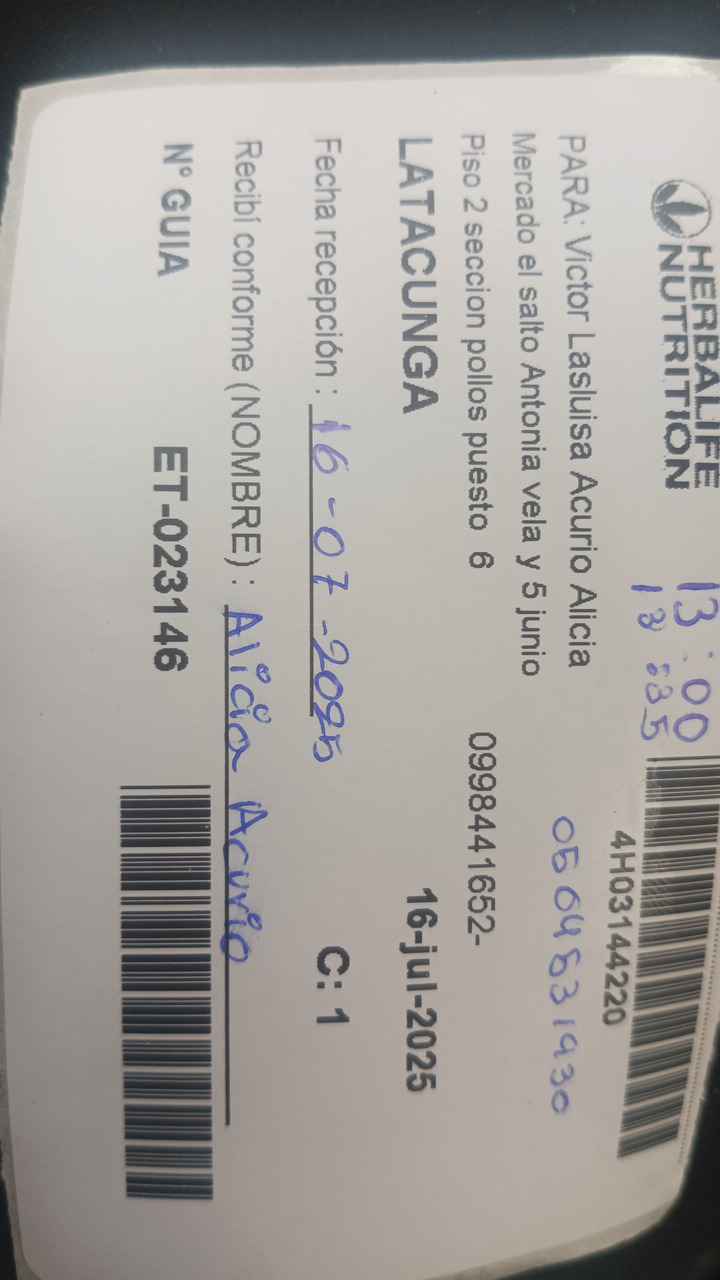 HERBALIFE
NUTRITION
13:00
13:35
4H03144220
PARA: Victor Lasluisa Acurio Alicia
0504531930
Mercado el salto Antonia vela y 5 junio
Piso 2 seccion pollos puesto 6 0998441652-
LATACUNGA 16-jul-2025
Fecha recepción : 16-07-2025 C: 1
Recibí conforme (NOMBRE) : Alicia Acurio
Nº GUIA ET-023146